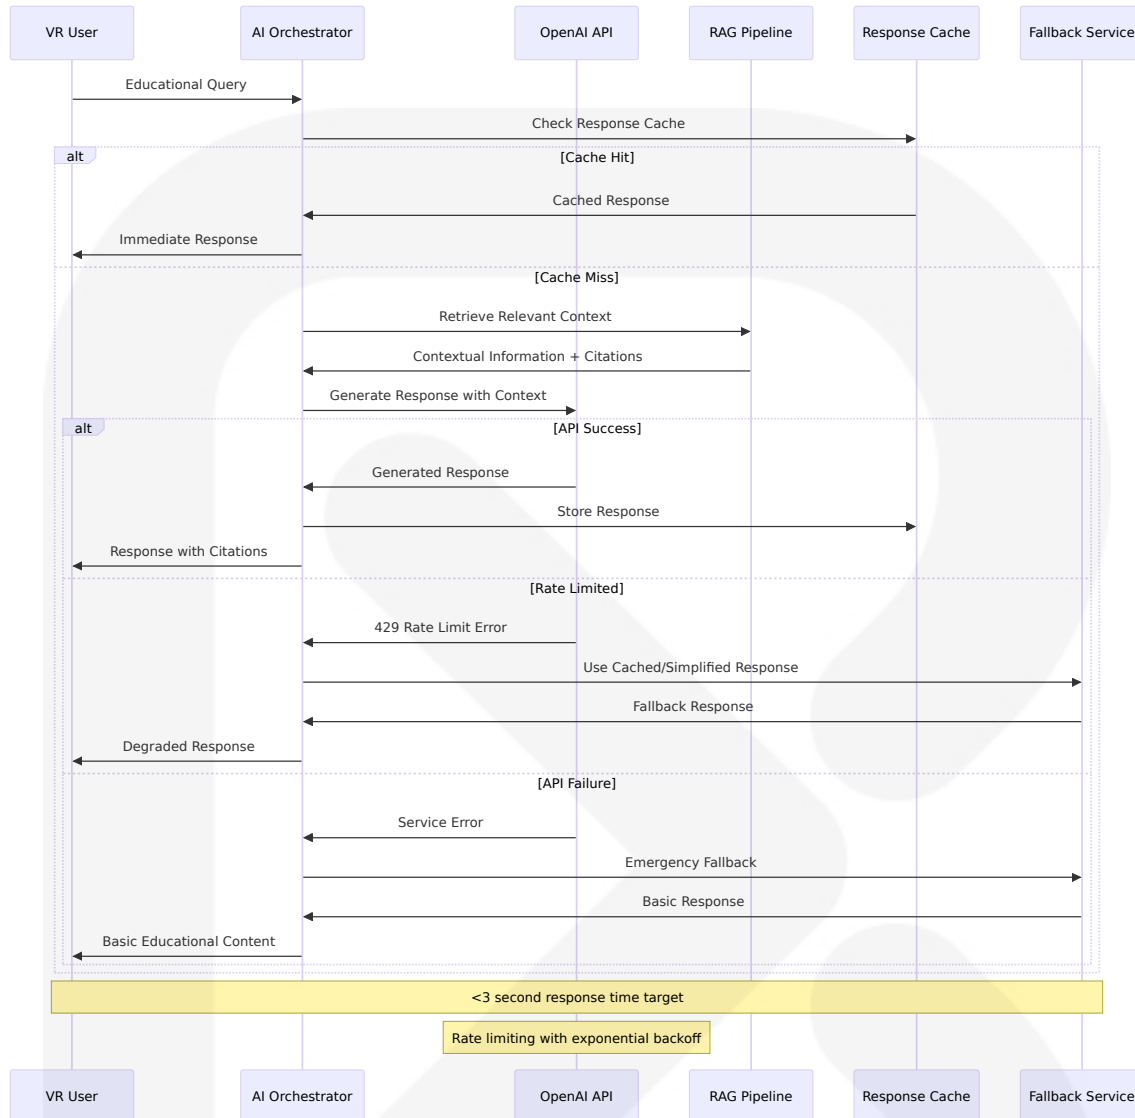 VR User
AI Orchestrator
OpenAI API
RAG Pipeline
Response Cache
Fallback Service
Educational Query
Check Response Cache
alt
[Cache Hit]
Cached Response
Immediate Response
[Cache Miss]
Retrieve Relevant Context
Contextual Information + Citations
Generate Response with Context
alt
[API Success]
Generated Response
Store Response
Response with Citations
[Rate Limited]
429 Rate Limit Error
Use Cached/Simplified Response
Fallback Response
Degraded Response
[API Failure]
Service Error
Emergency Fallback
Basic Response
Basic Educational Content
<3 second response time target
Rate limiting with exponential backoff
VR User
AI Orchestrator
OpenAI API
RAG Pipeline
Response Cache
Fallback Service